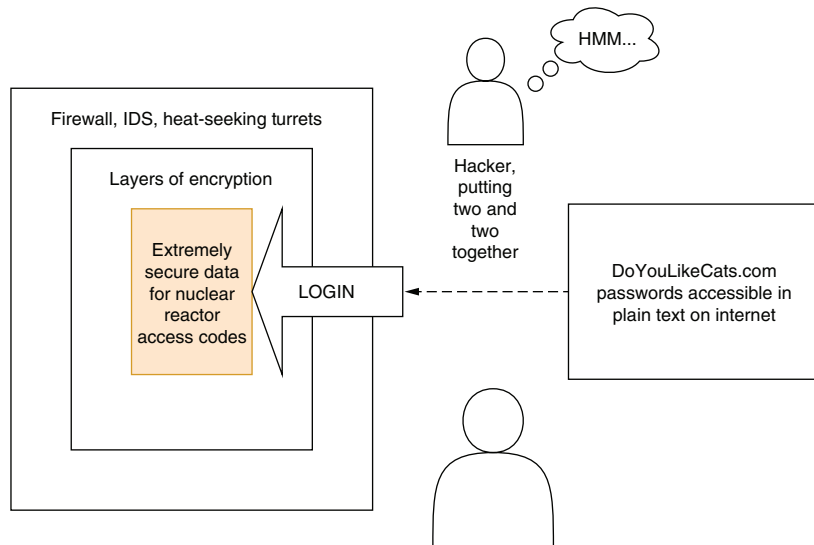 HMM...
Firewall, IDS, heat-seeking turrets
Layers of encryption
Extremely
secure data
for nuclear
reactor
access codes
LOGIN
Hacker,
putting
two and
two
together
DoYouLikeCats.com
passwords accessible in
plain text on internet